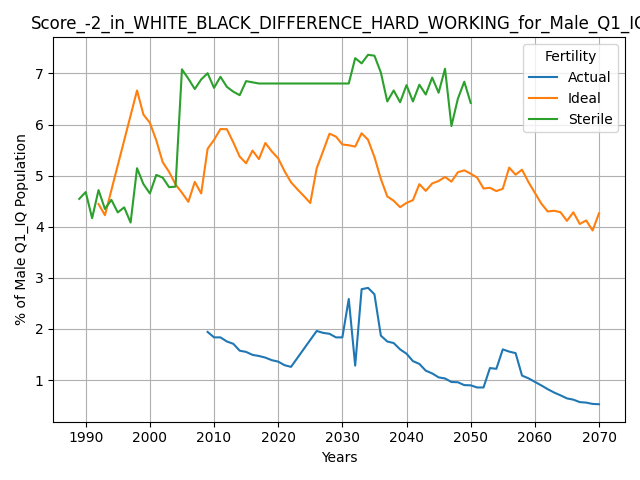 Score_-2_in_WHITE_BLACK_DIFFERENCE_HARD_WORKING_for_Male_Q1_IQ
Fertility
Actual
Ideal
Sterile
% of Male Q1_IQ Population
7
6
5
4
3
2
1
1990 2000 2010 2020 2030 2040 2050 2060 2070
Years